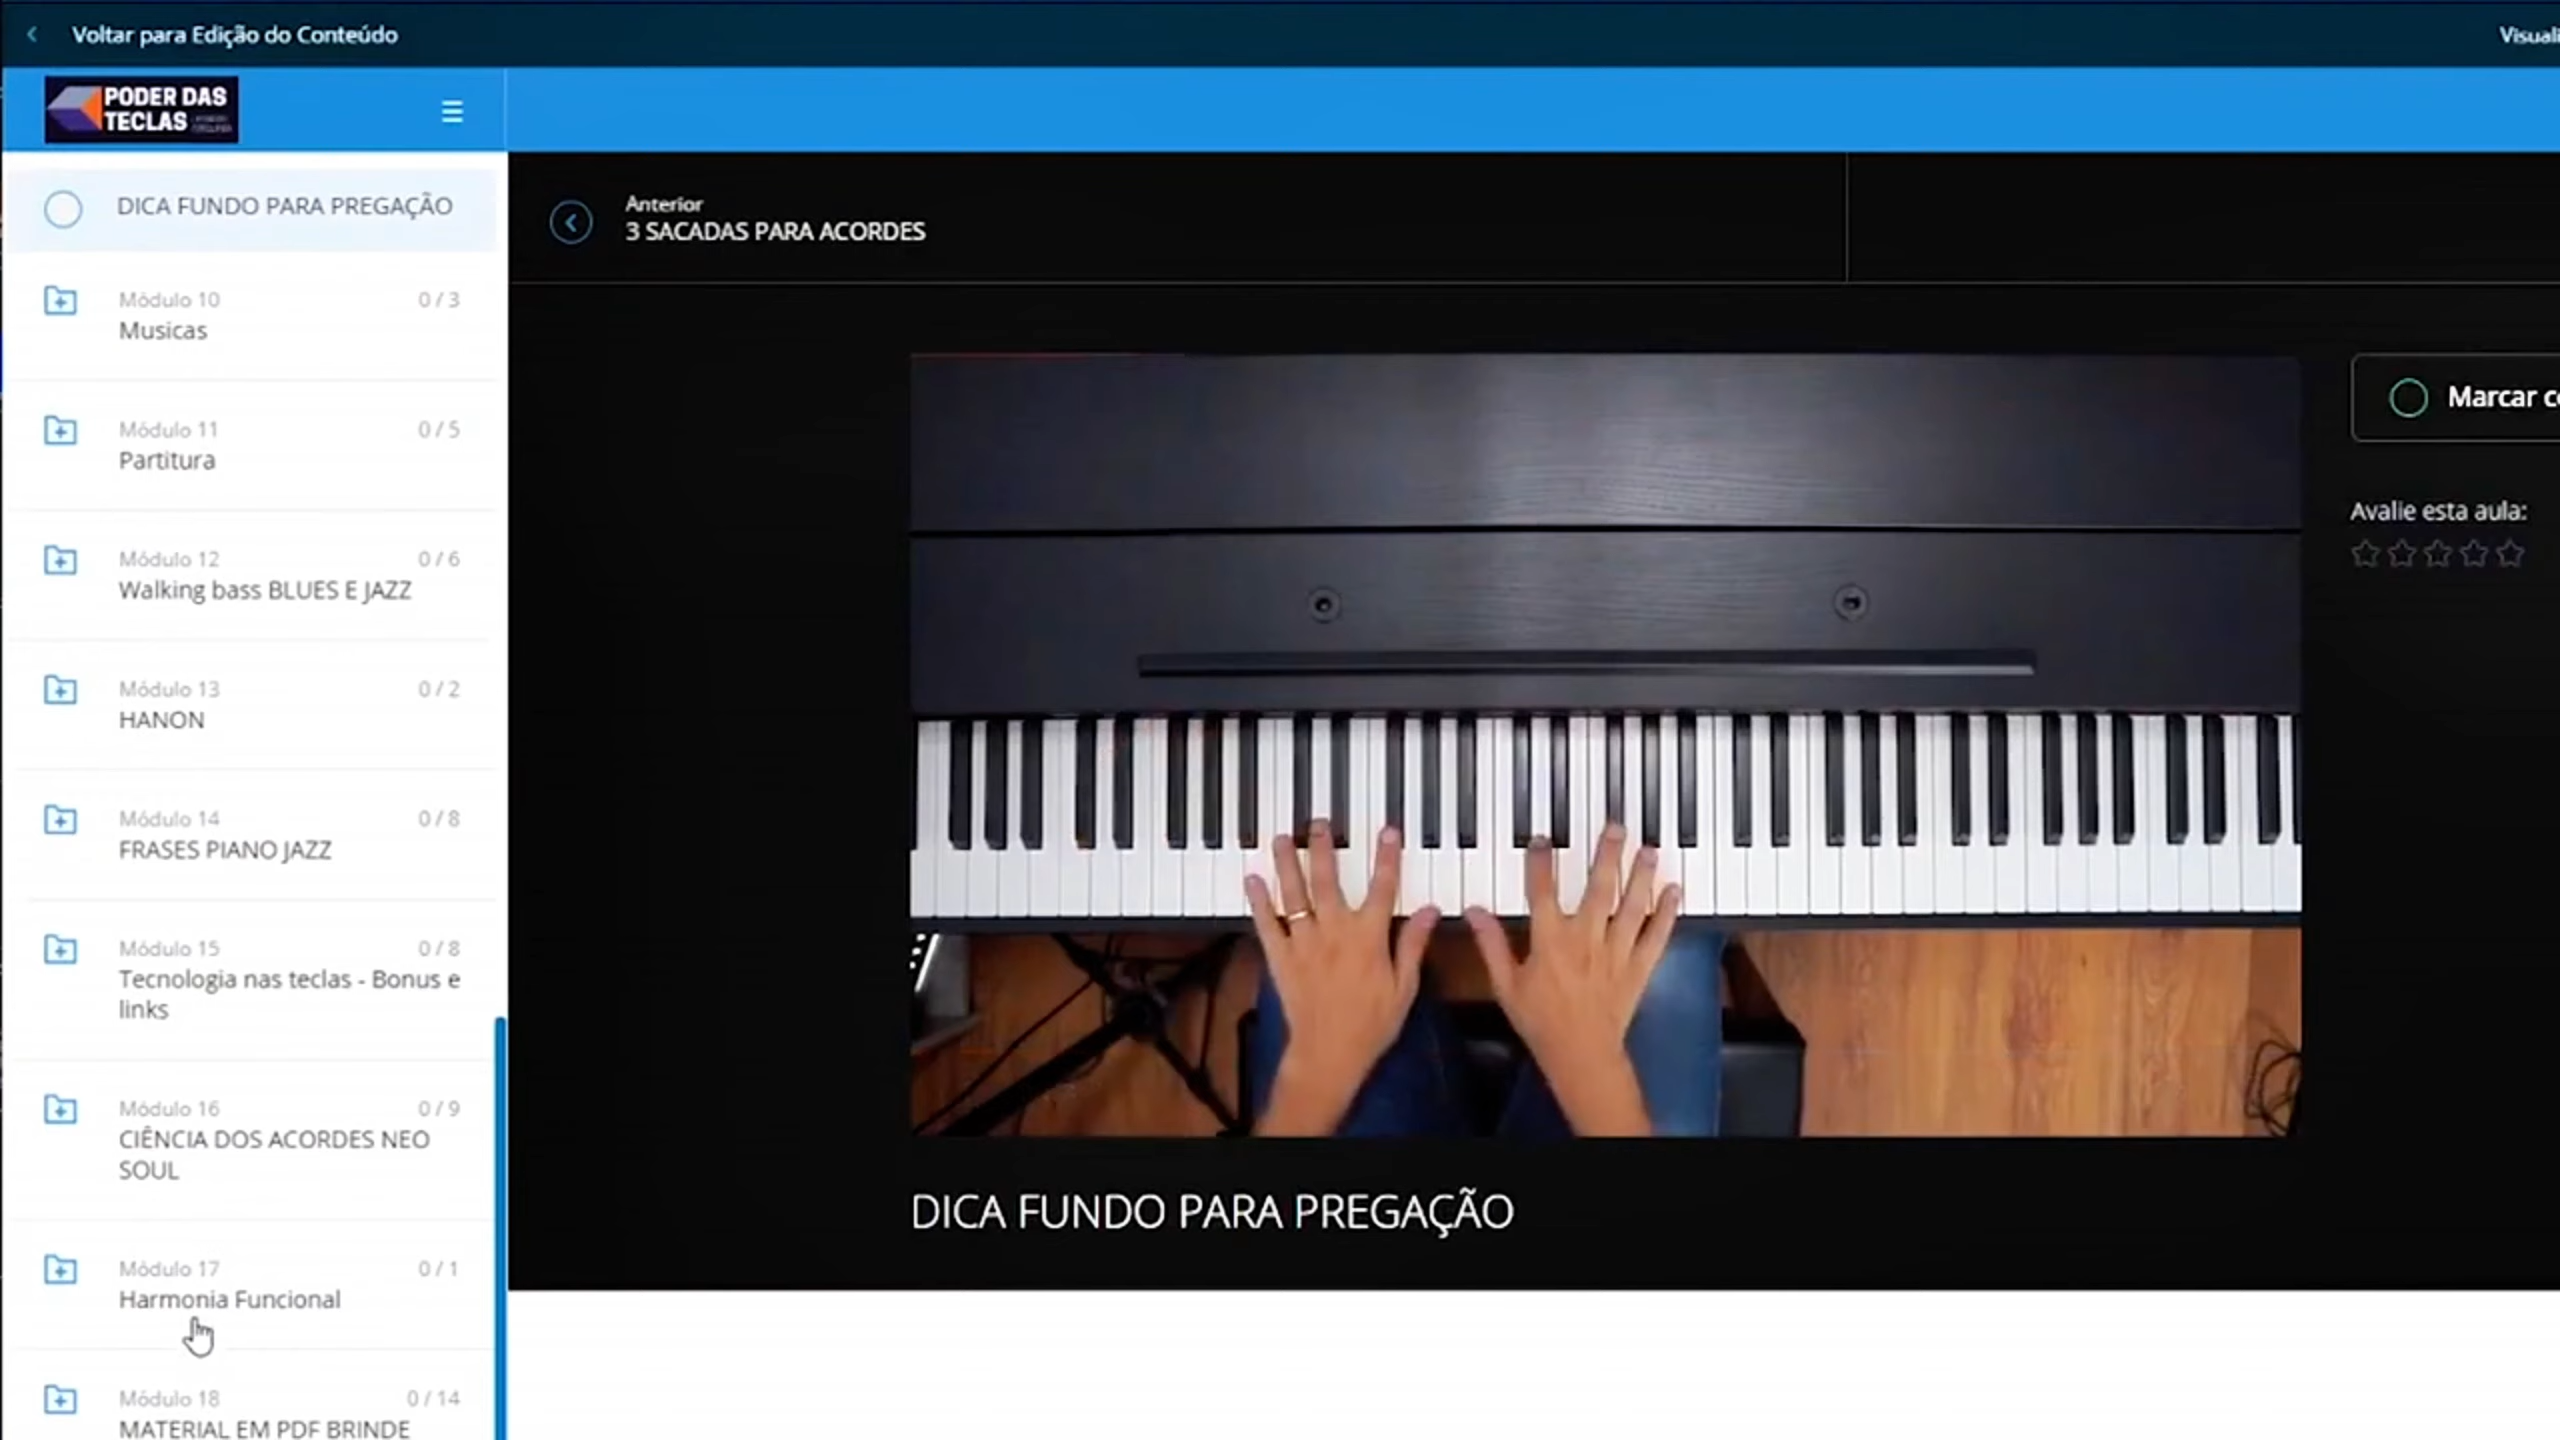 Voltar para Edição do Conteúdo
PODER DAS
TECLAS
DICA FUNDO PARA PREGAÇÃO
Módulo 10 0 / 3
Musicas
Módulo 11 0 / 5
Partitura
Módulo 12 0 / 6
Walking bass BLUES E JAZZ
Módulo 13 0 / 2
HANON
Módulo 14 0 / 8
FRASES PIANO JAZZ
Módulo 15 0 / 8
Tecnologia nas teclas - Bonus e
links
Módulo 16 0 / 9
CIÊNCIA DOS ACORDES NEO
SOUL
Módulo 17 0 / 1
Harmonia Funcional
Módulo 18 0 / 14
MATERIAL EM PDF BRINDE
Anterior
3 SACADAS PARA ACORDES
Marcar
Avalie esta aula:
DICA FUNDO PARA PREGAÇÃO